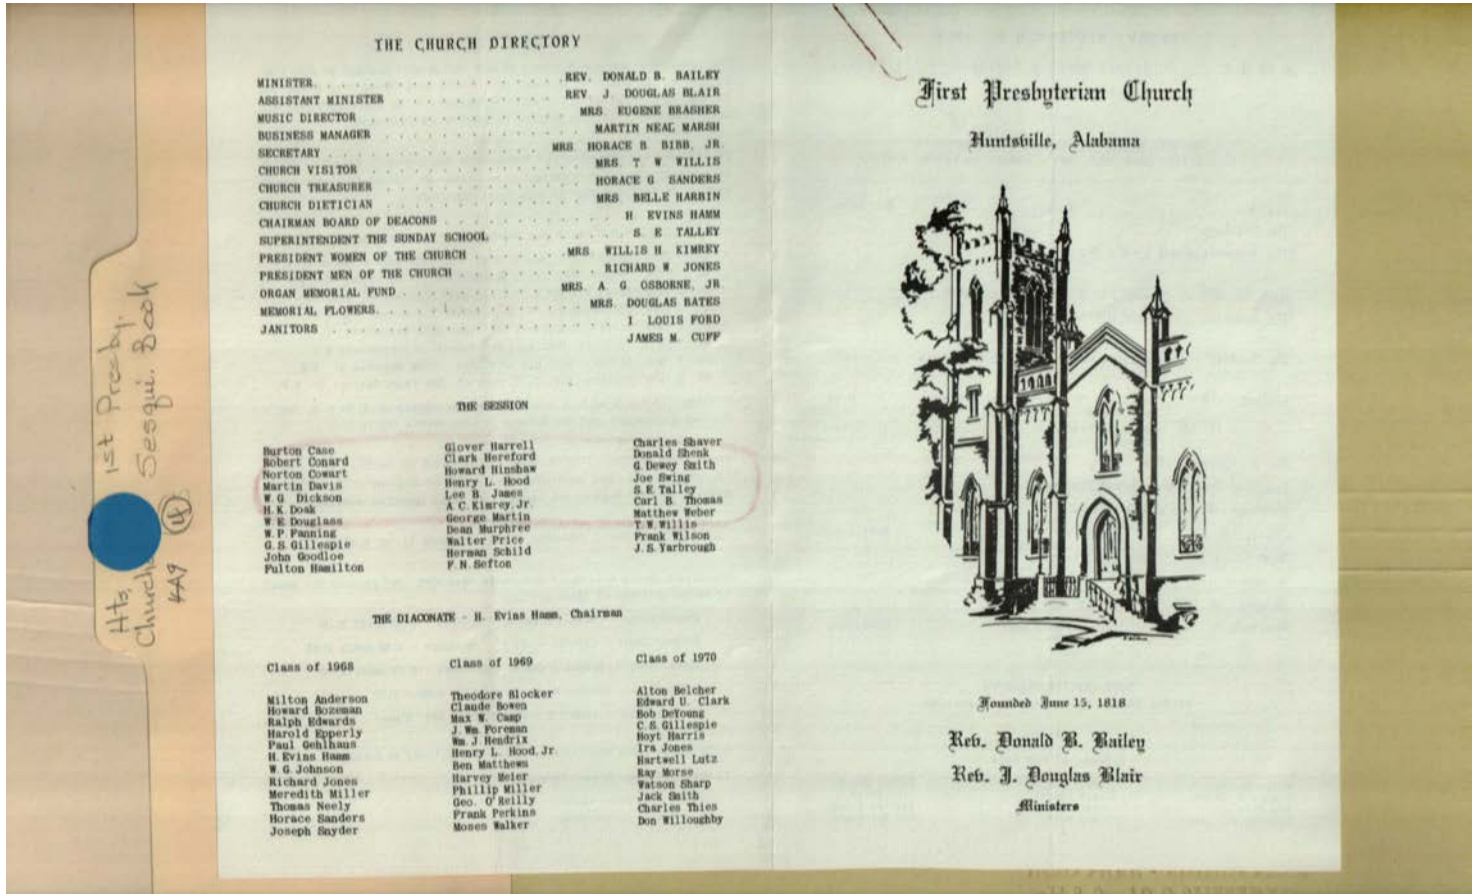 THE CHURCH DIRECTORY
MINISTER. . . . . . . . . . . . . . . . . . REV. DONALD B. BAILEY
ASSISTANT MINISTER . . . . . . . . . . . . REV. J. DOUGLAS BLAIR
MUSIC DIRECTOR . . . . . . . . . . . . . . MRS. EUGENE BRASHER
BUSINESS MANAGER . . . . . . . . . . . . . MARTIN NEAL MARSH
SECRETARY . . . . . . . . . . . . . . . . MRS. HORACE B. BIBB, JR.
CHURCH VISITOR . . . . . . . . . . . . . . MRS. T. W. WILLIS
CHURCH TREASURER . . . . . . . . . . . . . HORACE G. SANDERS
CHURCH DIETICIAN . . . . . . . . . . . . . MRS. BELLE HARBIN
CHAIRMAN BOARD OF DEACONS . . . . . . . . H. EVINS HAMM
SUPERINTENDENT THE SUNDAY SCHOOL . . . . . S. E. TALLEY
PRESIDENT WOMEN OF THE CHURCH . . . . . . MRS. WILLIS H. KIMREY
PRESIDENT MEN OF THE CHURCH . . . . . . . RICHARD W. JONES
ORGAN MEMORIAL FUND . . . . . . . . . . . MRS. A. G. OSBORNE, JR.
MEMORIAL FLOWERS. . . . . . . . . . . . . MRS. DOUGLAS BATES
JANITORS . . . . . . . . . . . . . . . . . I. LOUIS FORD
JAMES M. CUFF
THE SESSION
Burton Case
Robert Conard
Norton Cowart
Martin Davis
W. G. Dickson
H. K. Doak
W. E. Douglass
W. P. Fanning
G. S. Gillespie
John Goodloe
Fulton Hamilton
Glover Harrell
Clark Hereford
Howard Hinshaw
Henry L. Hood
Lee B. James
A. C. Kimrey, Jr.
George Martin
Dean Murphree
Walter Price
Herman Schild
F. N. Sefton
Charles Shaver
Donald Shenk
G. Dewey Smith
Joe Swing
S. E. Talley
Carl B. Thomas
Matthew Weber
T. W. Willis
Frank Wilson
J. S. Yarbrough
THE DIACONATE - H. Evins Hamm, Chairman
Class of 1968
Milton Anderson
Howard Bozeman
Ralph Edwards
Harold Epperly
Paul Gehlhaus
H. Evins Hamm
W. G. Johnson
Richard Jones
Meredith Miller
Thomas Neely
Horace Sanders
Joseph Snyder
Class of 1969
Theodore Blocker
Claude Bowen
Max W. Camp
J. Wm. Foreman
Wm. J. Hendrix
Henry L. Hood, Jr.
Ben Matthews
Harvey Meier
Phillip Miller
Geo. O'Reilly
Frank Perkins
Moses Walker
Class of 1970
Alton Belcher
Edward U. Clark
Bob DeYoung
C. S. Gillespie
Hoyt Harris
Ira Jones
Hartwell Lutz
Ray Morse
Watson Sharp
Jack Smith
Charles Thies
Don Willoughby
First Presbyterian Church
Huntsville, Alabama
Founded June 15, 1818
Rev. Donald B. Bailey
Rev. J. Douglas Blair
Ministers
Hts, 1st Presby.
Church Sesqui. Book
4A9 (4)